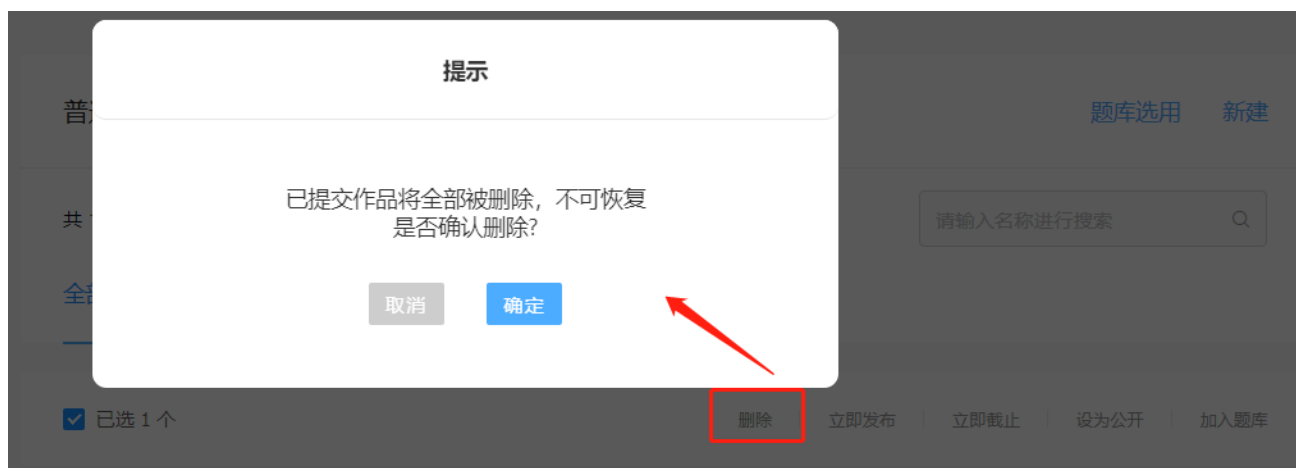 提示
普
题库选用
新建
已提交作品将全部被删除，不可恢复
是否确认删除?
共
请输入名称进行搜索
全
取消
确定
已选 1 个
删除
立即发布
立即截止
设为公开
加入题库